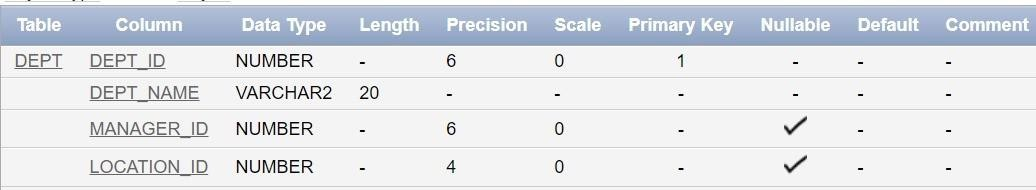 Table Column Data Type Length Precision Scale Primary Key Nullable Default Comment
DEPT DEPT_ID NUMBER - 6 0 1 - - -
DEPT_NAME VARCHAR2 20 - - - - - -
MANAGER_ID NUMBER - 6 0 - ✓ - -
LOCATION_ID NUMBER - 4 0 - ✓ - -